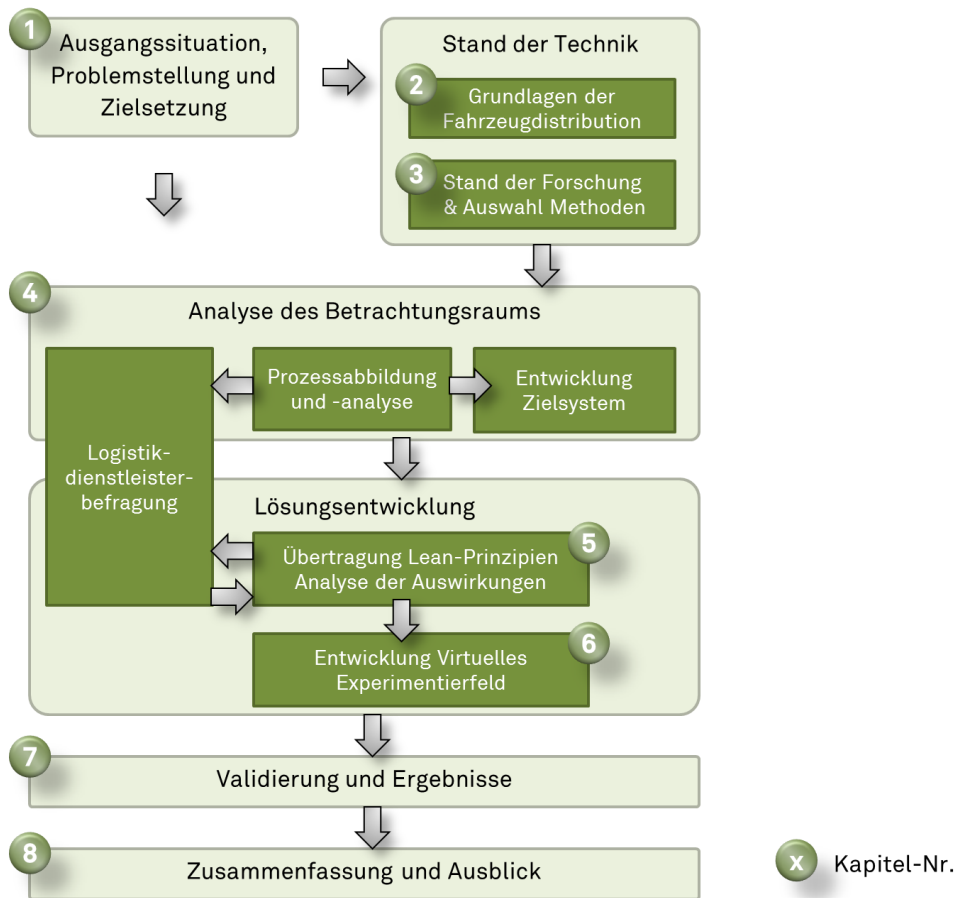 1
Ausgangssituation,
Problemstellung und
Zielsetzung
Stand der Technik
2
Grundlagen der
Fahrzeugdistribution
3
Stand der Forschung
& Auswahl Methoden
4
Analyse des Betrachtungsraums
Prozessabbildung
und -analyse
Entwicklung
Zielsystem
Logistik-
dienstleister-
befragung
Lösungsentwicklung
5
Übertragung Lean-Prinzipien
Analyse der Auswirkungen
6
Entwicklung Virtuelles
Experimentierfeld
7
Validierung und Ergebnisse
8
Zusammenfassung und Ausblick
x Kapitel-Nr.